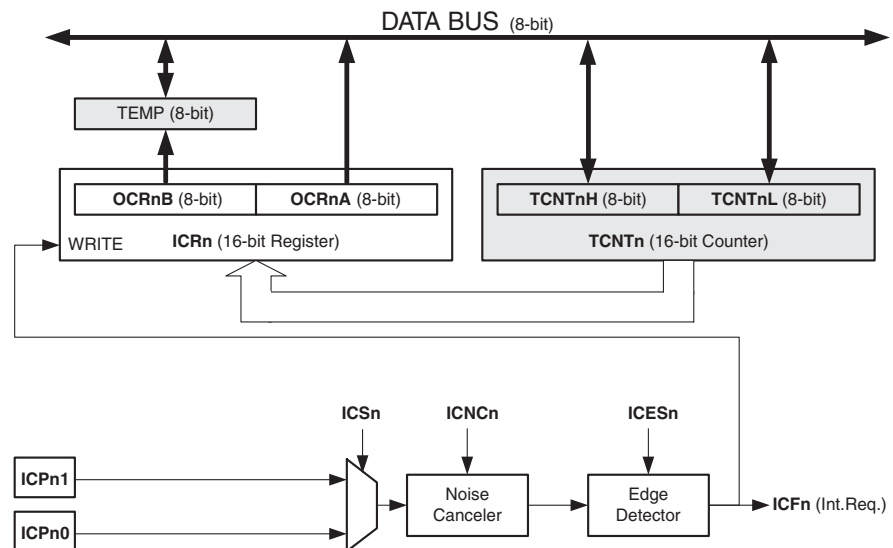 DATA BUS (8-bit)
TEMP (8-bit)
OCRnB (8-bit)
OCRnA (8-bit)
TCNTnH (8-bit)
TCNTnL (8-bit)
WRITE
ICRn (16-bit Register)
TCNTn (16-bit Counter)
ICSn
ICNCn
ICESn
ICPn1
Noise
Canceler
Edge
Detector
ICFn (Int.Req.)
ICPn0